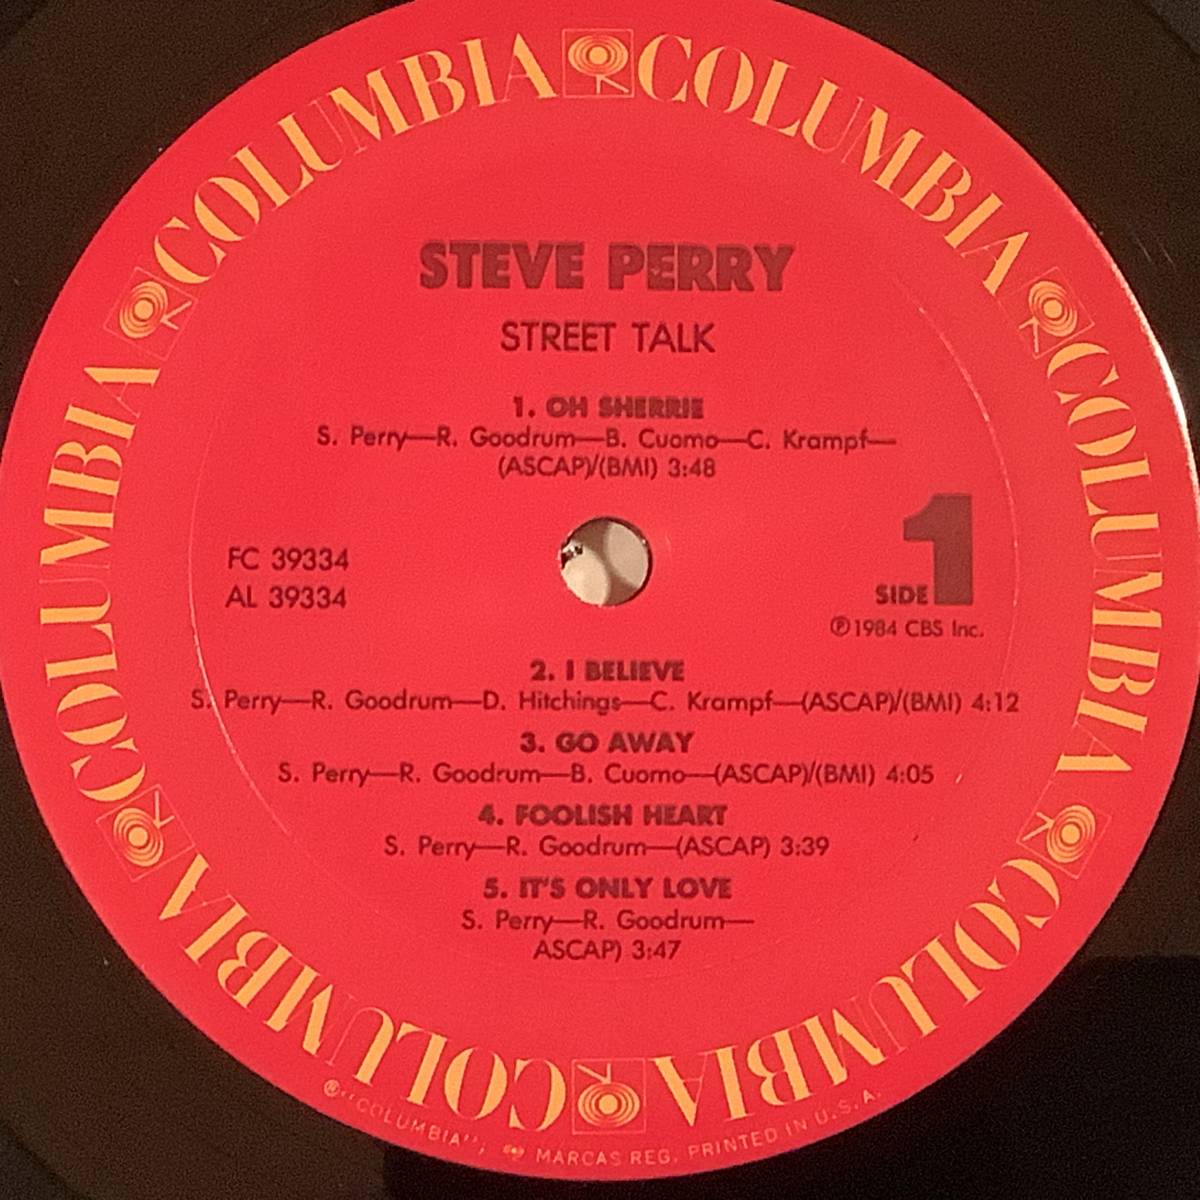 COLUMBIA COLUMBIA COLUMBIA COLUMBIA COLUMBIA COLUMBIA
STEVE PERRY
STREET TALK
1. OH SHERRIE
S. Perry—R. Goodrum—B. Cuomo—C. Krampf—
(ASCAP)/(BMI) 3:48
FC 39334
AL 39334
SIDE 1
℗1984 CBS Inc.
2. I BELIEVE
S. Perry—R. Goodrum—D. Hitchings—C. Krampf—(ASCAP)/(BMI) 4:12
3. GO AWAY
S. Perry—R. Goodrum—B. Cuomo—(ASCAP)/(BMI) 4:05
4. FOOLISH HEART
S. Perry—R. Goodrum—(ASCAP) 3:39
5. IT'S ONLY LOVE
S. Perry—R. Goodrum—
ASCAP) 3:47
®"COLUMBIA", MARCAS REG. PRINTED IN U.S.A.